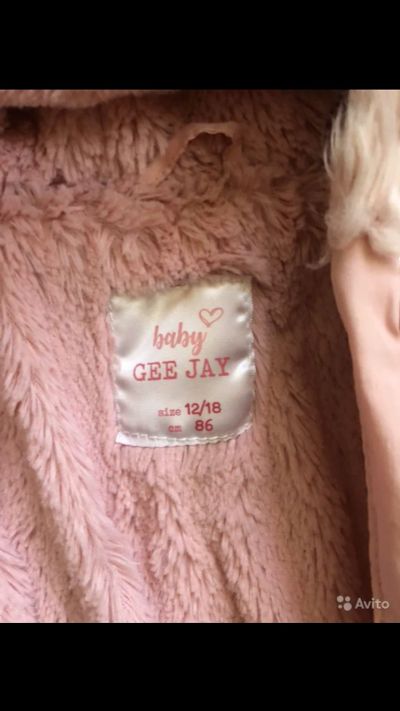 baby
GEE JAY
size 12/18
cm 86
Avito